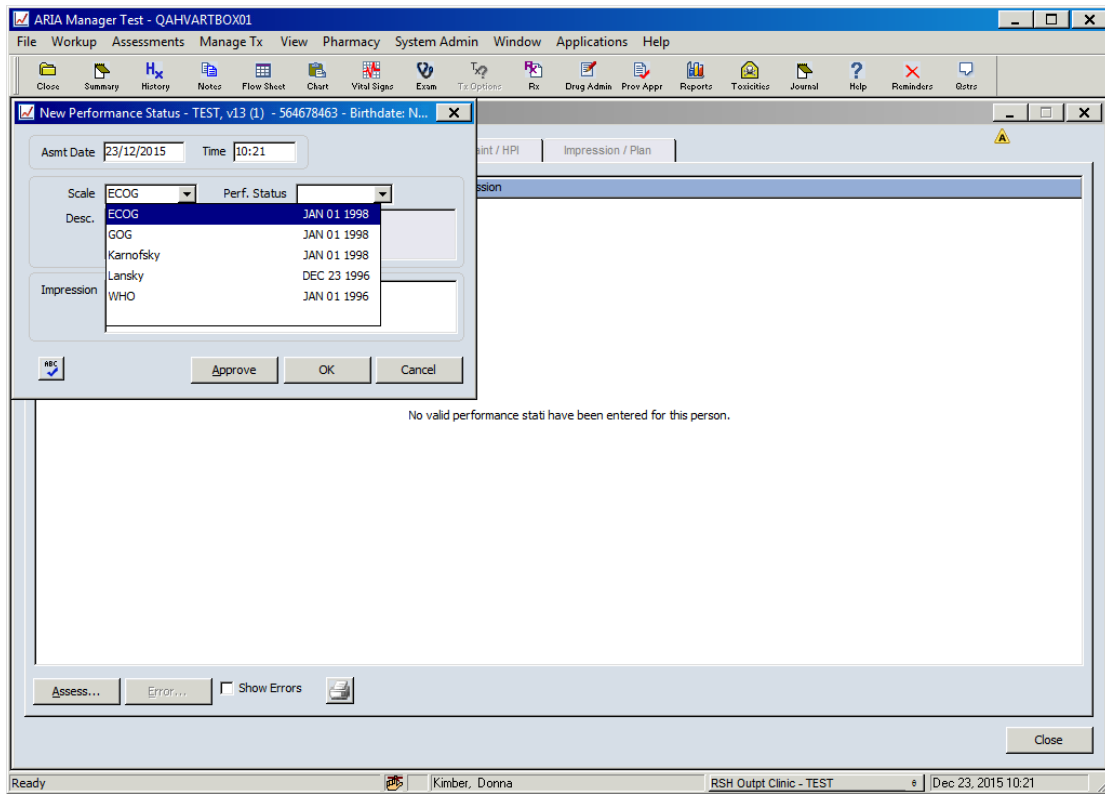 ARIA Manager Test - QAHVARTBOX01
File Workup Assessments Manage Tx View Pharmacy System Admin Window Applications Help
Close Summary History Notes Flow Sheet Chart Vital Signs Exam Tx Options Rx Drug Admin Prov Appr Reports Toxicities Journal Help Reminders Qstrs
New Performance Status - TEST, v13 (1) - 564678463 - Birthdate: N...
Asmt Date 23/12/2015 Time 10:21
aint / HPI Impression / Plan
Scale ECOG Perf. Status
ssion
Desc.
ECOG JAN 01 1998
GOG JAN 01 1998
Karnofsky JAN 01 1998
Lansky DEC 23 1996
WHO JAN 01 1996
Impression
ABC
Approve OK Cancel
No valid performance stati have been entered for this person.
Assess... Error... Show Errors
Close
Ready Kimber, Donna RSH Outpt Clinic - TEST Dec 23, 2015 10:21